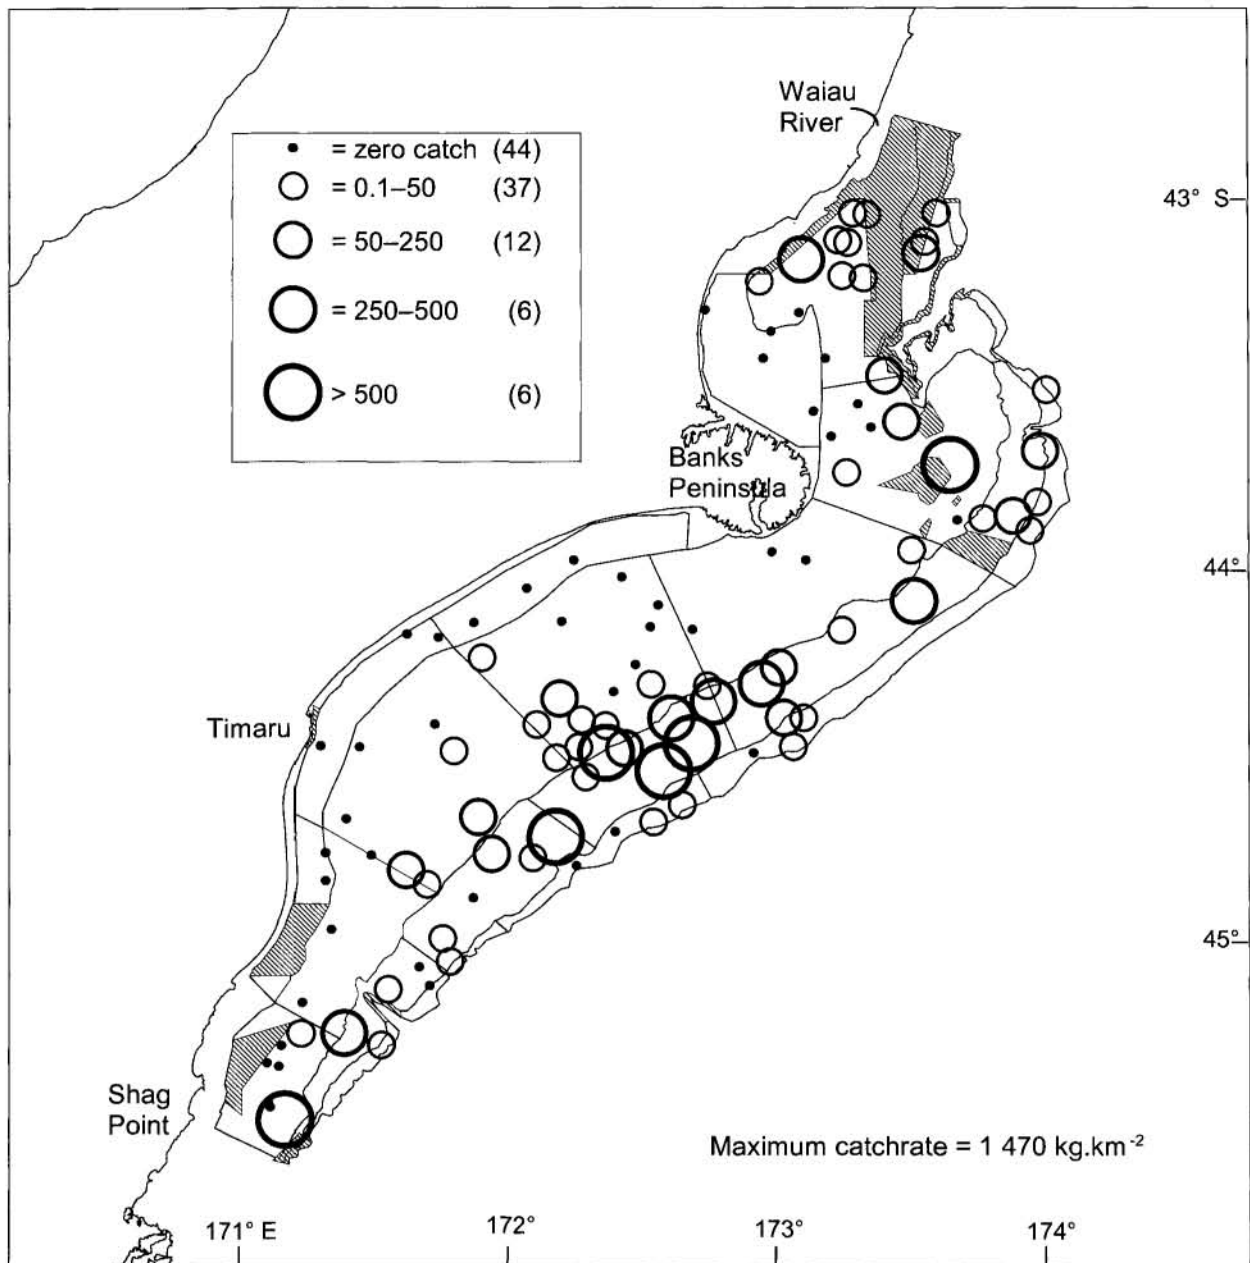 Waiau
River
• = zero catch (44)
= 0.1–50 (37)
= 50–250 (12)
= 250–500 (6)
> 500 (6)
43° S
Banks
Peninsula
44°
Timaru
45°
Shag
Point
Maximum catchrate = 1 470 kg.km⁻²
171° E
172°
173°
174°